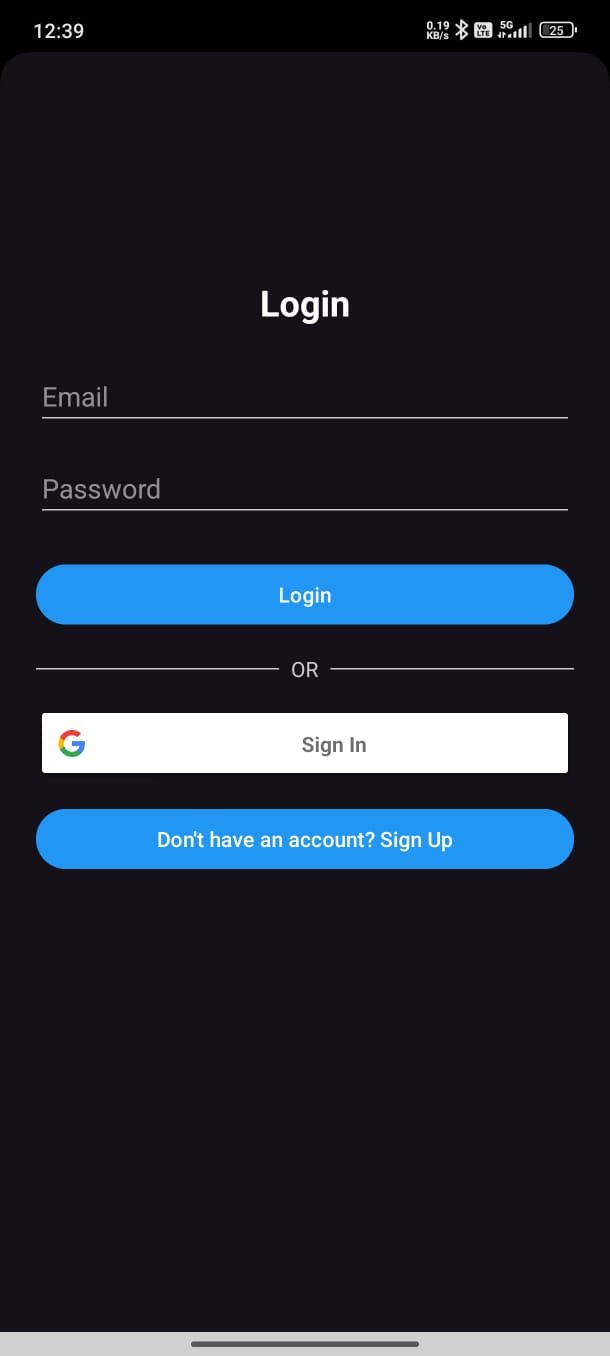 12:39
0.19
KB/s
Vo
LTE
5G
25
Login
Email
Password
Login
OR
Sign In
Don't have an account? Sign Up